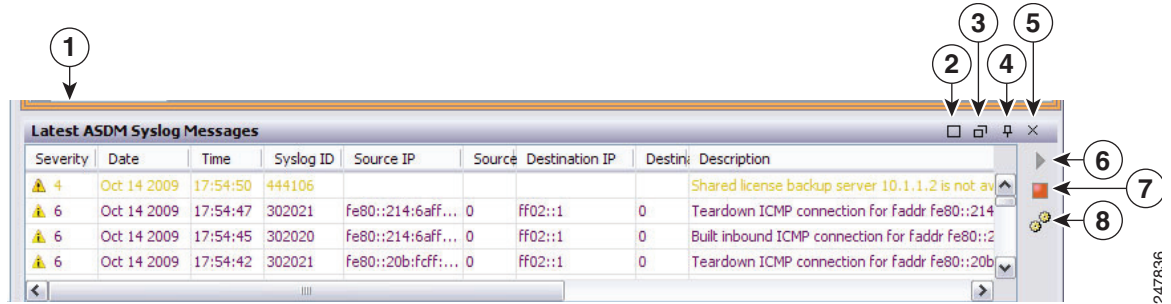 1
2
3
4
5
Latest ASDM Syslog Messages
Severity Date Time Syslog ID Source IP Source Destination IP Destina Description
4 Oct 14 2009 17:54:50 444106 Shared license backup server 10.1.1.2 is not av
6 Oct 14 2009 17:54:47 302021 fe80::214:6aff... 0 ff02::1 0 Teardown ICMP connection for faddr fe80::214
6 Oct 14 2009 17:54:45 302020 fe80::214:6aff... 0 ff02::1 0 Built inbound ICMP connection for faddr fe80::2
6 Oct 14 2009 17:54:42 302021 fe80::20b:fcff:... 0 ff02::1 0 Teardown ICMP connection for faddr fe80::20b
6
7
8
247836